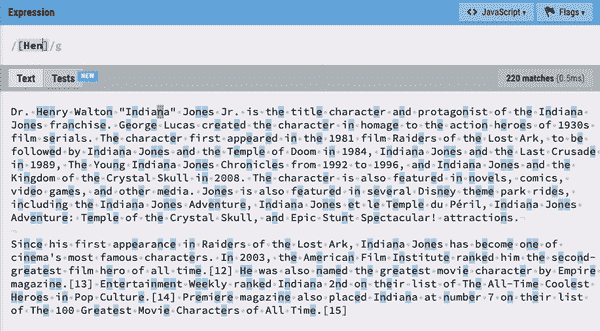 Expression
<> JavaScript ▾ Flags ▾
/[Hen]/g
Text Tests NEW 220 matches (0.5ms)
Dr. Henry Walton "Indiana" Jones Jr. is the title character and protagonist of the Indiana
Jones franchise. George Lucas created the character in homage to the action heroes of 1930s
film serials. The character first appeared in the 1981 film Raiders of the Lost Ark, to be
followed by Indiana Jones and the Temple of Doom in 1984, Indiana Jones and the Last Crusade
in 1989, The Young Indiana Jones Chronicles from 1992 to 1996, and Indiana Jones and the
Kingdom of the Crystal Skull in 2008. The character is also featured in novels, comics,
video games, and other media. Jones is also featured in several Disney theme park rides,
including the Indiana Jones Adventure, Indiana Jones et le Temple du Péril, Indiana Jones
Adventure: Temple of the Crystal Skull, and Epic Stunt Spectacular! attractions.
Since his first appearance in Raiders of the Lost Ark, Indiana Jones has become one of
cinema's most famous characters. In 2003, the American Film Institute ranked him the second-
greatest film hero of all time.[12] He was also named the greatest movie character by Empire
magazine.[13] Entertainment Weekly ranked Indiana 2nd on their list of The All-Time Coolest
Heroes in Pop Culture.[14] Premiere magazine also placed Indiana at number 7 on their list
of The 100 Greatest Movie Characters of All Time.[15]